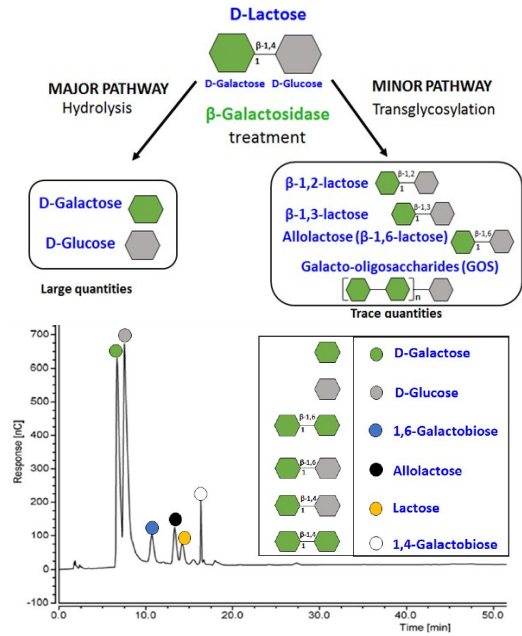 D-Lactose
β-1,4
1
D-Galactose D-Glucose
MAJOR PATHWAY
Hydrolysis
β-Galactosidase
treatment
MINOR PATHWAY
Transglycosylation
D-Galactose
D-Glucose
Large quantities
β-1,2-lactose
β-1,2
1
β-1,3-lactose
β-1,3
1
Allolactose (β-1,6-lactose)
β-1,6
1
Galacto-oligosaccharides (GOS)
n
Trace quantities
Response [nC]
700
600
500
400
300
200
100
0
-100
0.0
10.0
20.0
30.0
40.0
50.0
Time [min]
D-Galactose
D-Glucose
β-1,6
1
1,6-Galactobiose
β-1,6
1
Allolactose
β-1,4
1
Lactose
β-1,4
1
1,4-Galactobiose